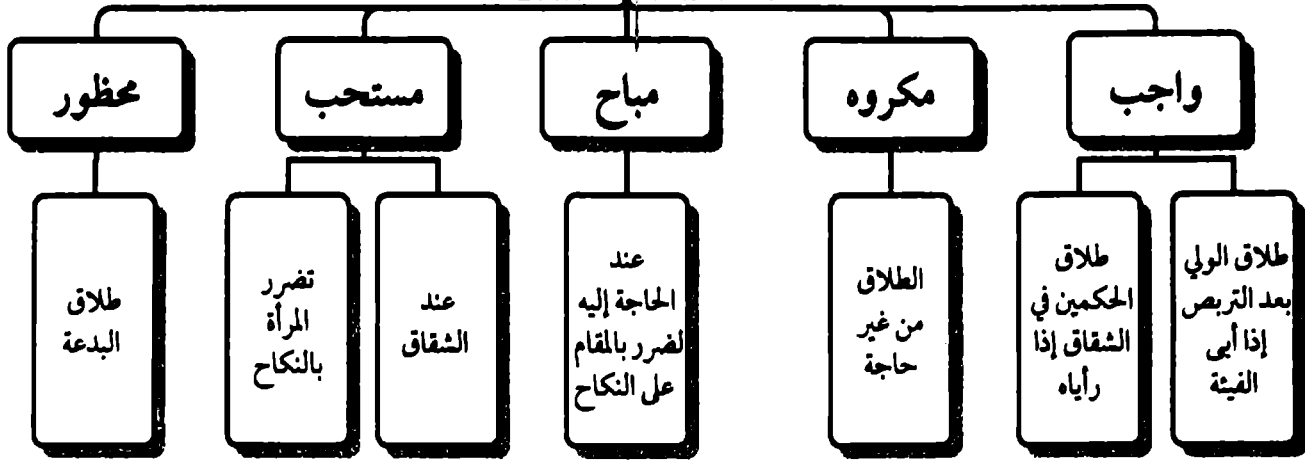 واجب
مكروه
مباح
مستحب
محظور
طلاق الولي
بعد التربص
إذا أبى
الفيئة
طلاق
الحكمين في
الشقاق إذا
رأياه
الطلاق
من غير
حاجة
عند
الحاجة إليه
لضرر بالمقام
على النكاح
عند
الشقاق
تضرر
المرأة
بالنكاح
طلاق
البدعة